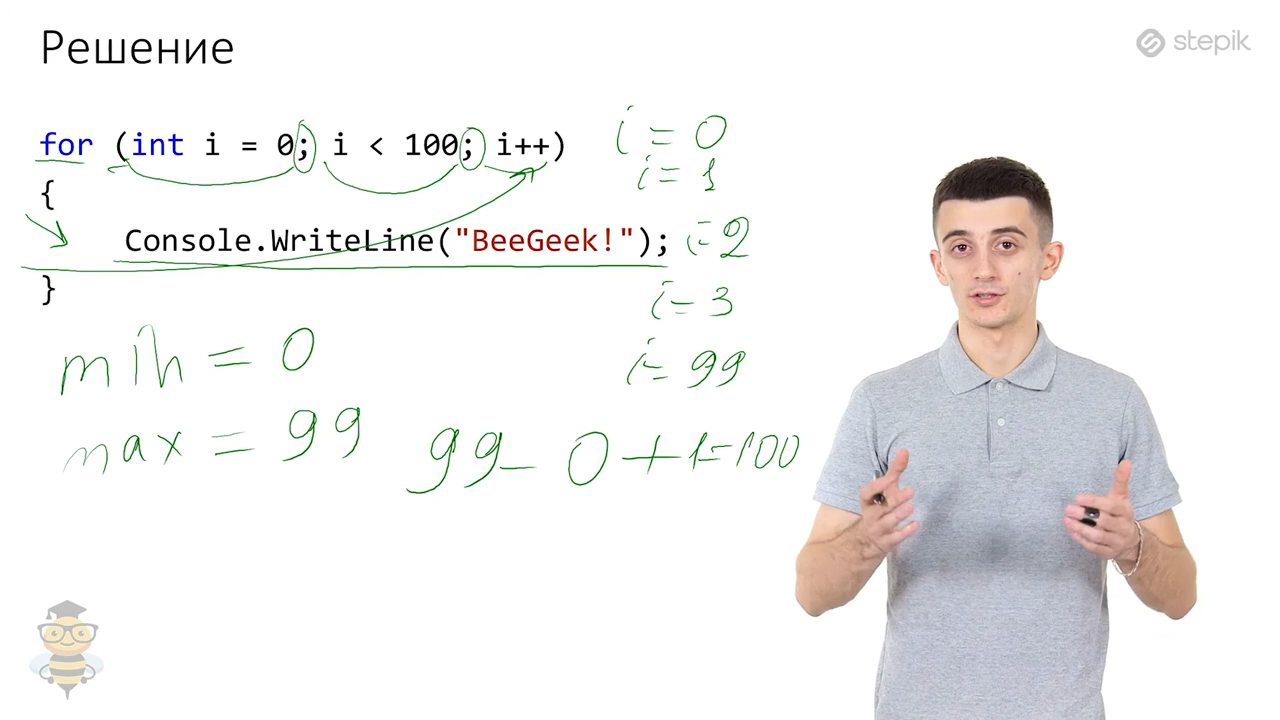 Решение
stepik
for (int i = 0; i < 100; i++)
{
Console.WriteLine("BeeGeek!");
}
i = 0
i = 1
i = 2
i = 3
i = 99
min = 0
max = 99
99 - 0 + 1 = 100